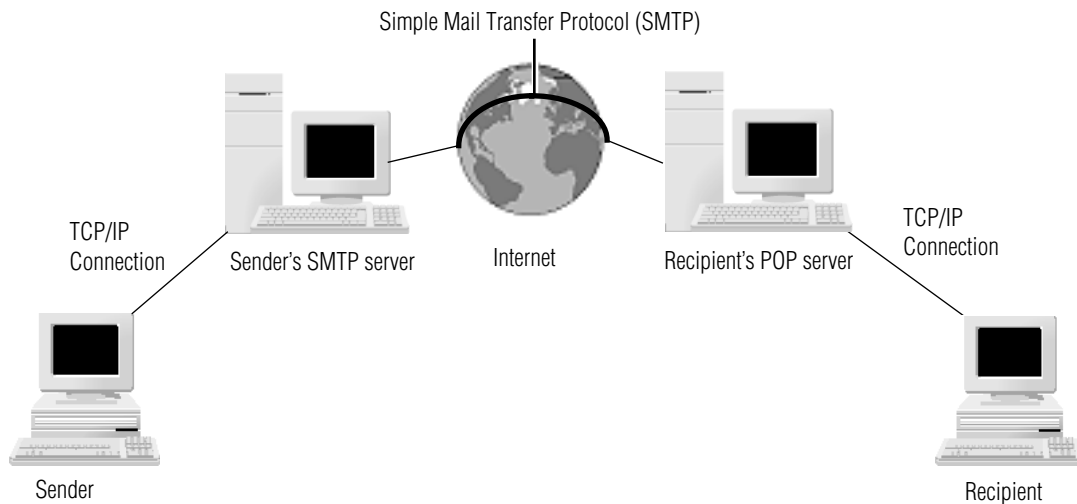 Simple Mail Transfer Protocol (SMTP)
TCP/IP
Connection
Sender's SMTP server
Internet
Recipient's POP server
TCP/IP
Connection
Sender
Recipient